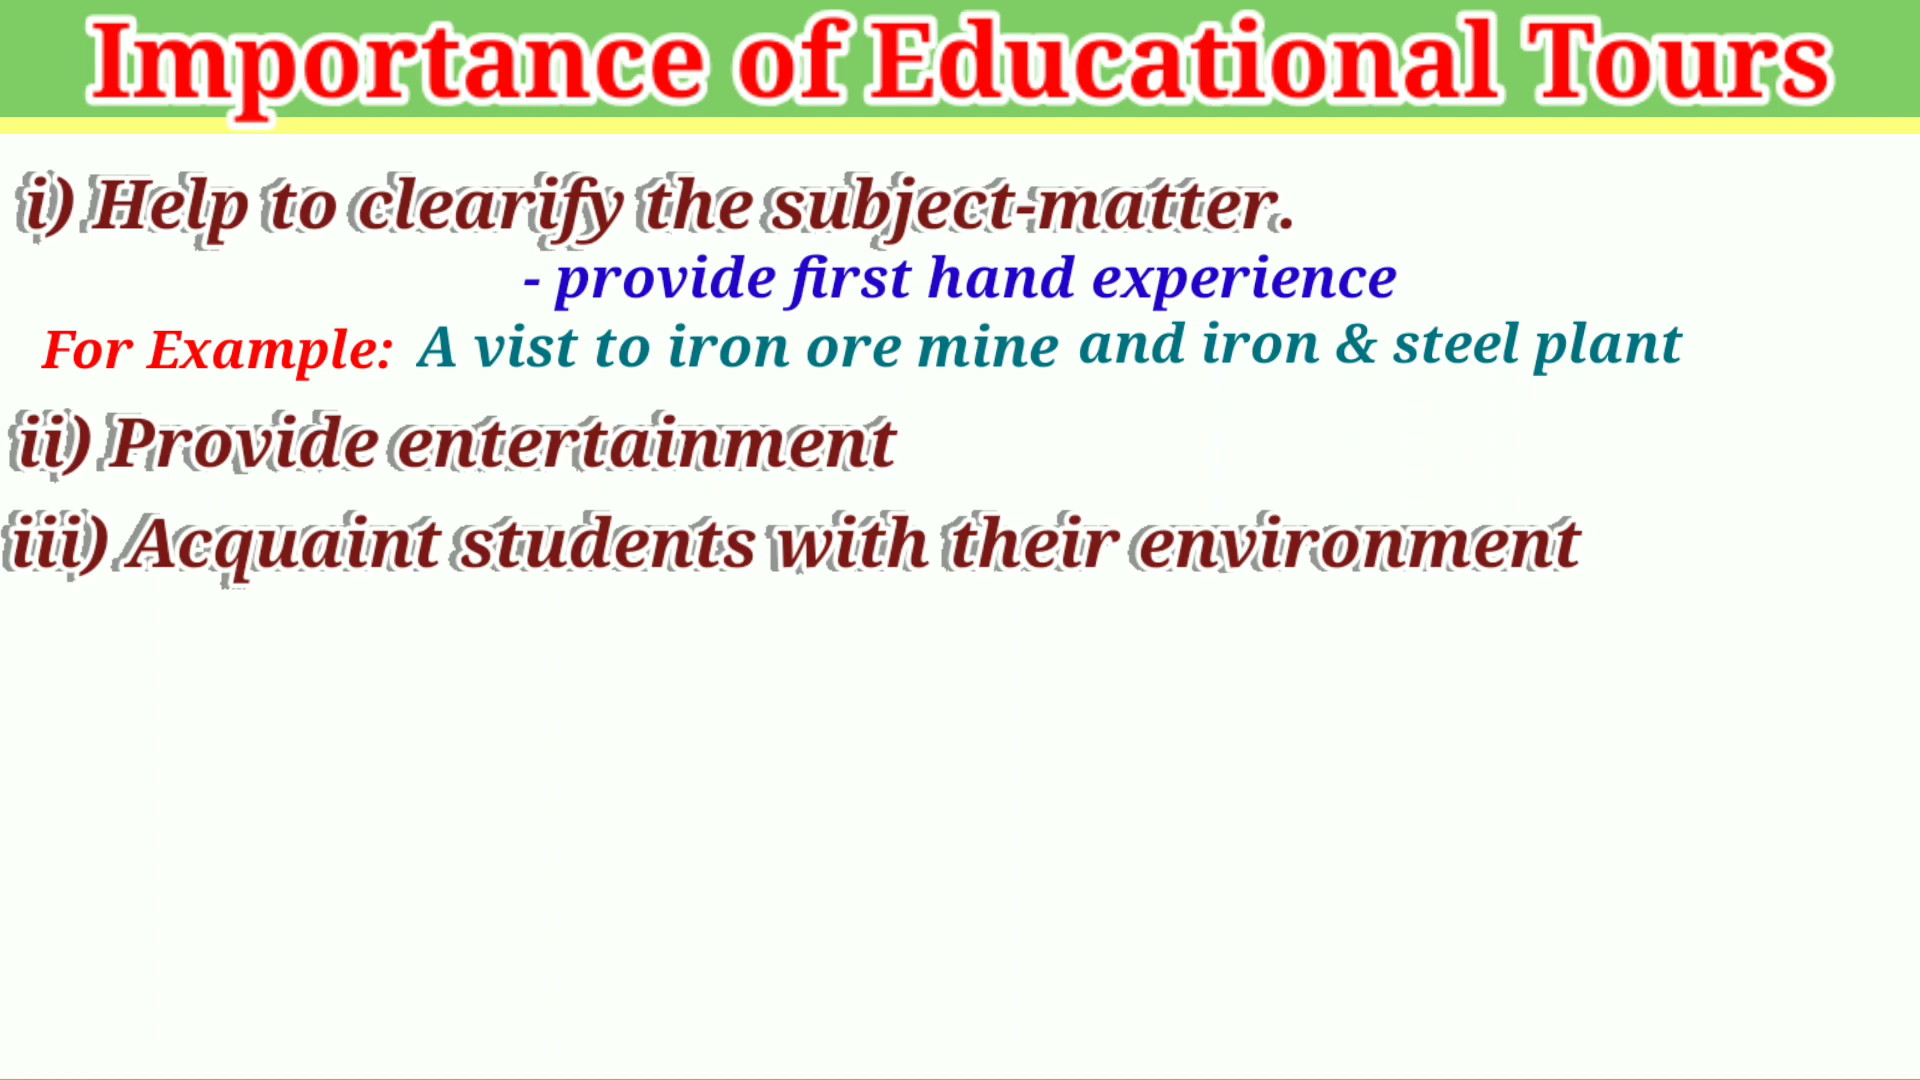 Importance of Educational Tours
i) Help to clearify the subject-matter.
- provide first hand experience
For Example: A vist to iron ore mine and iron & steel plant
ii) Provide entertainment
iii) Acquaint students with their environment